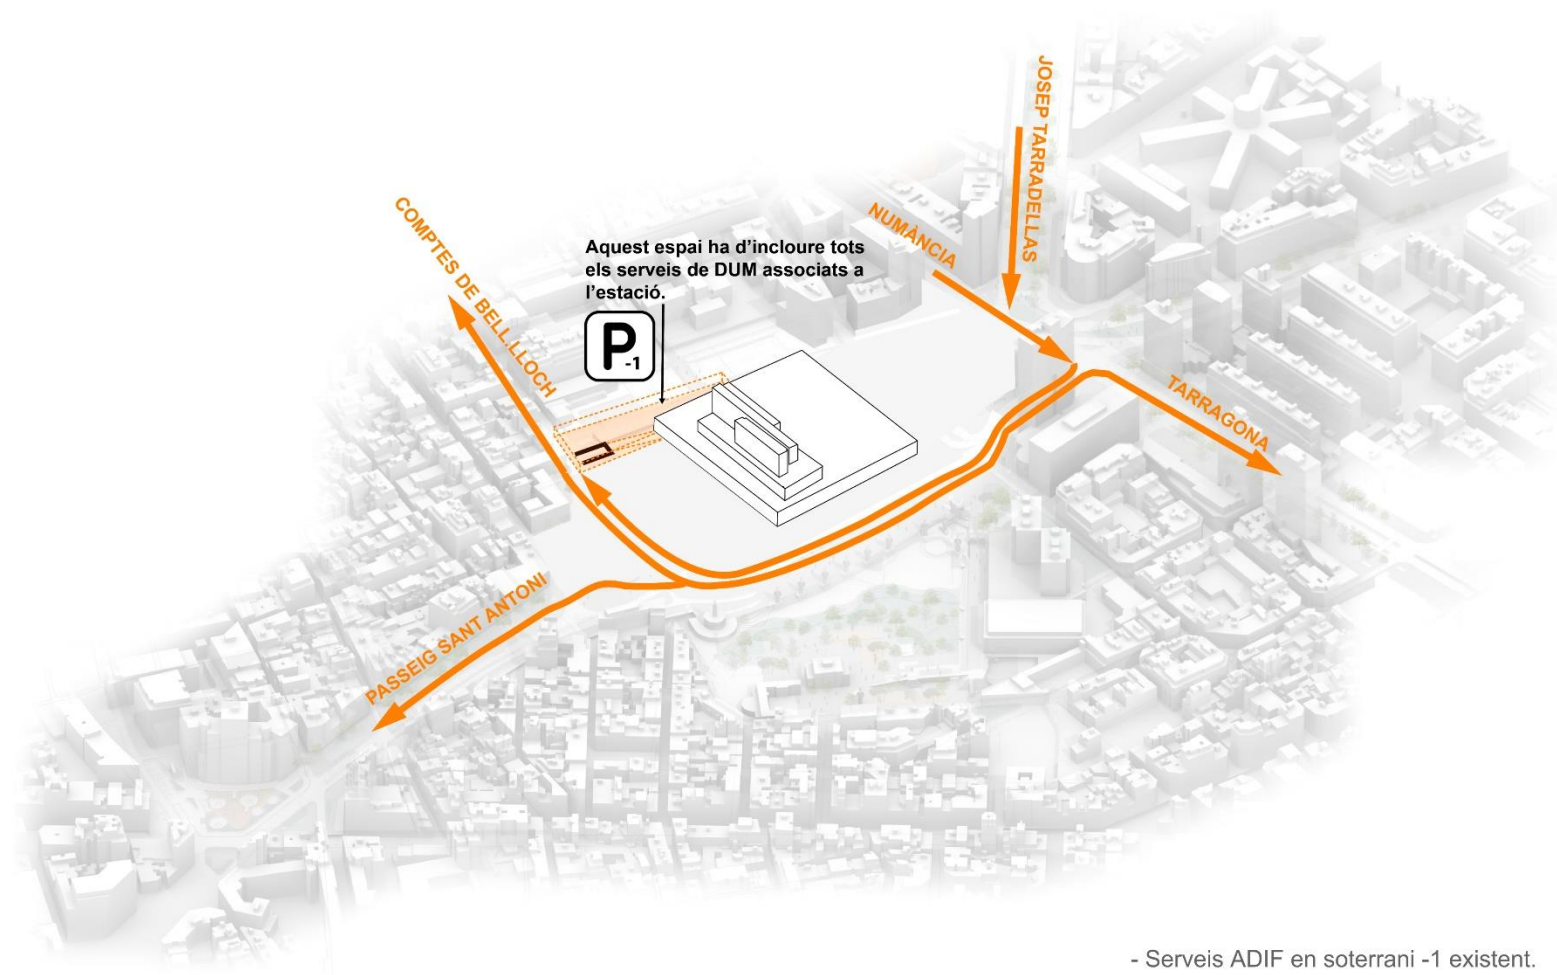 JOSEP TARRADELLAS
NUMÀNCIA
COMPTES DE BELL.LLOCH
Aquest espai ha d'incloure tots
els serveis de DUM associats a
l'estació.
P-1
TARRAGONA
PASSEIG SANT ANTONI
- Serveis ADIF en soterrani -1 existent.